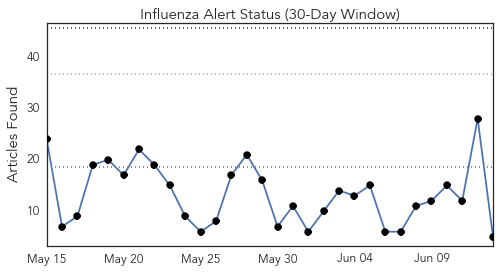 Influenza Alert Status (30-Day Window)
Articles Found
40
30
20
10
May 15
May 20
May 25
May 30
Jun 04
Jun 09